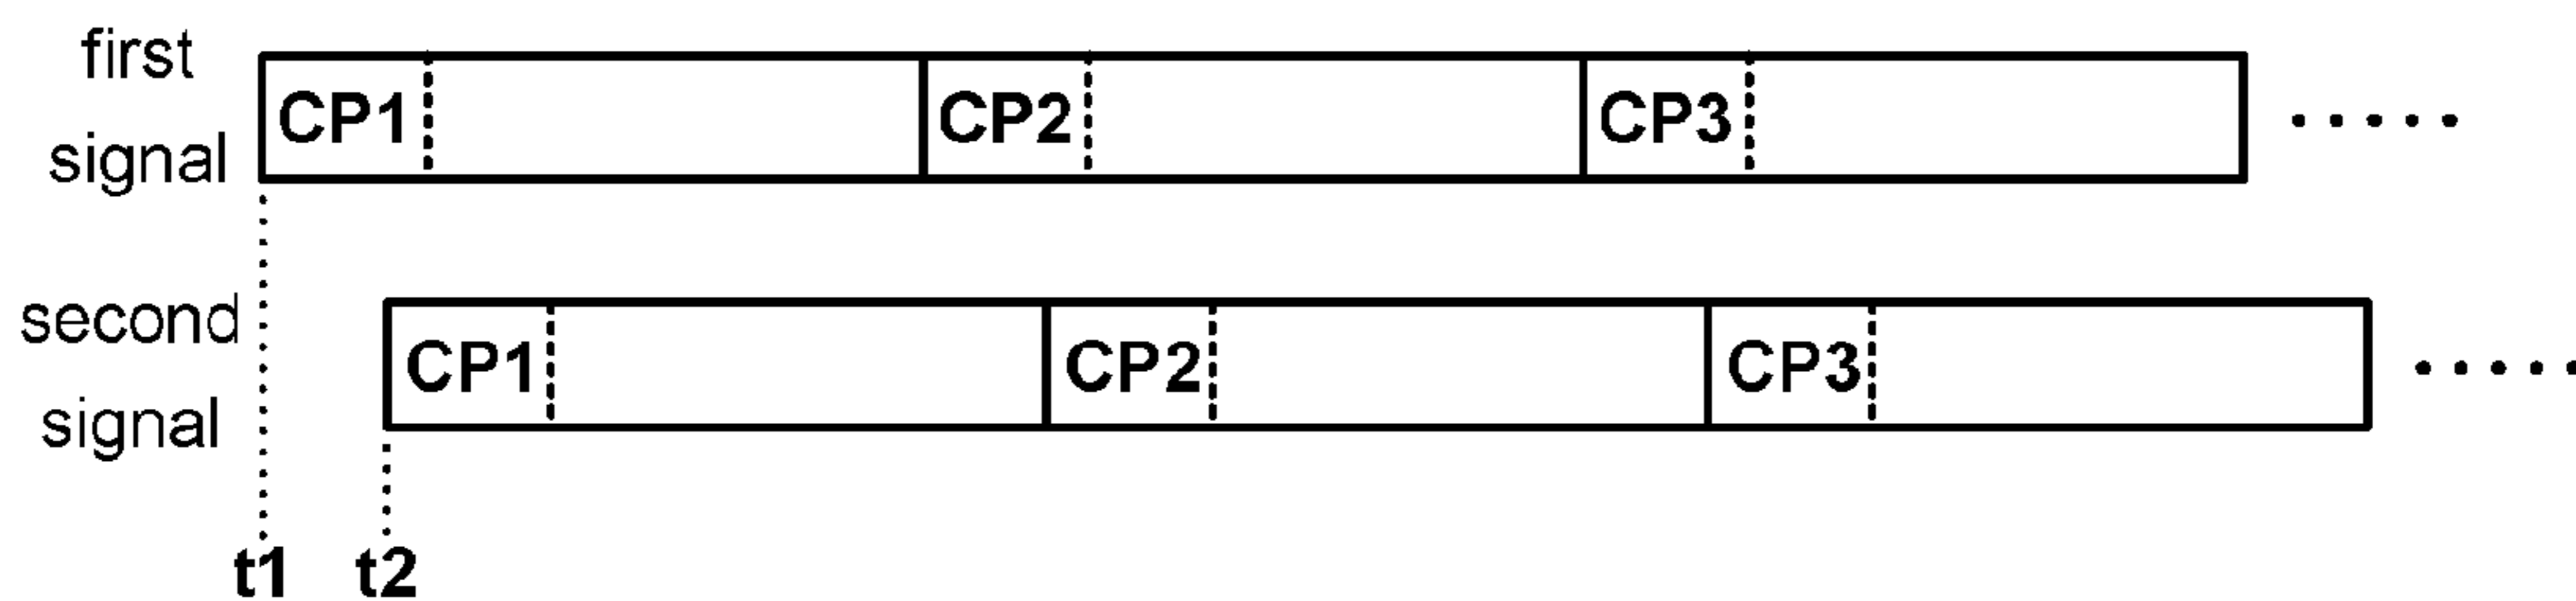 first
signal
CP1 CP2 CP3 .....
second
signal
CP1 CP2 CP3 .....
t1 t2